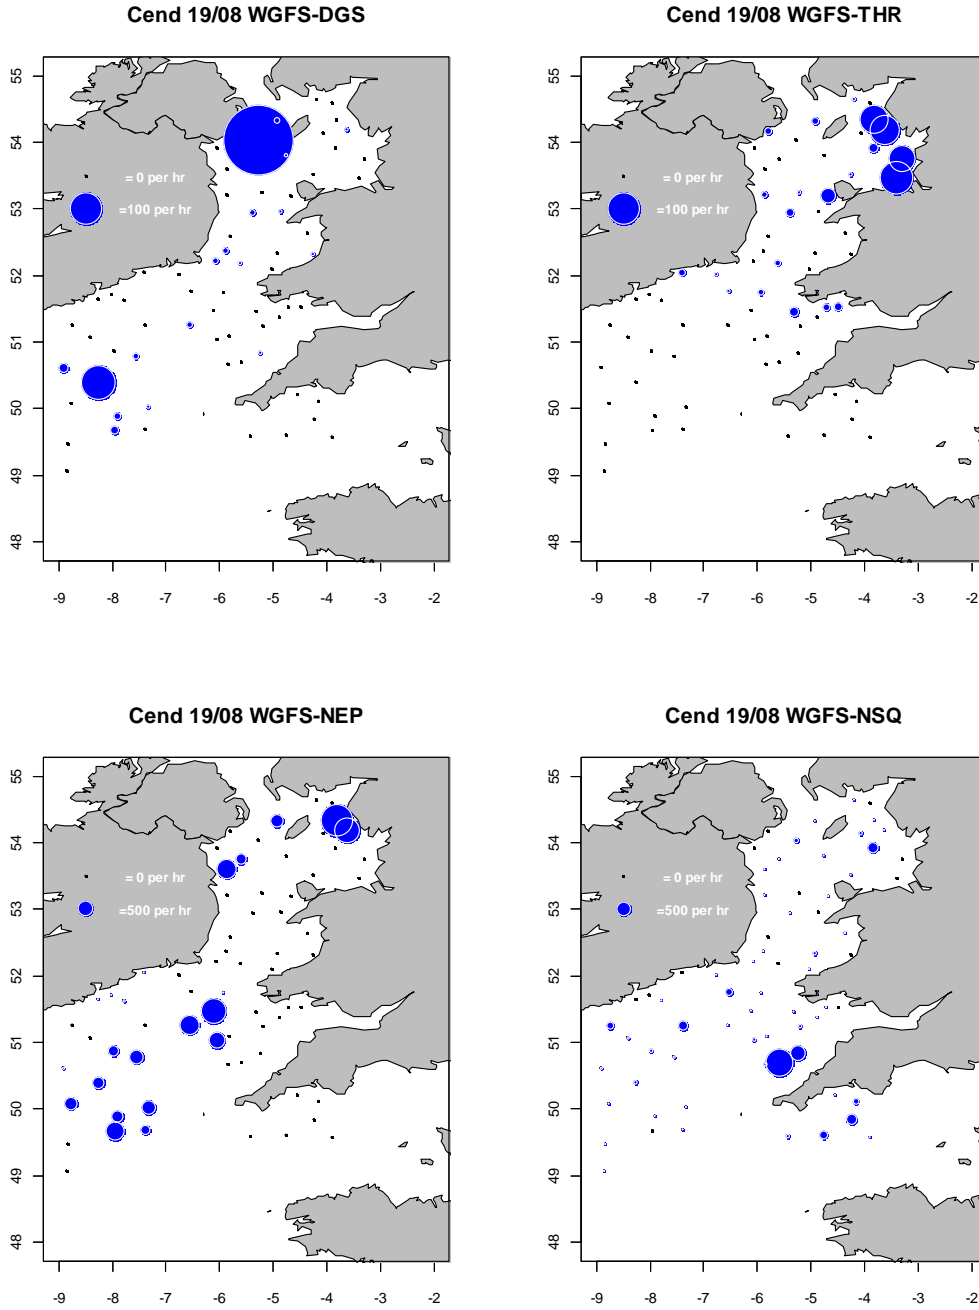 Cend 19/08 WGFS-DGS
55
54
53
52
51
50
49
48
= 0 per hr
=100 per hr
-9 -8 -7 -6 -5 -4 -3 -2
Cend 19/08 WGFS-THR
55
54
53
52
51
50
49
48
= 0 per hr
=100 per hr
-9 -8 -7 -6 -5 -4 -3 -2
Cend 19/08 WGFS-NEP
55
54
53
52
51
50
49
48
= 0 per hr
=500 per hr
-9 -8 -7 -6 -5 -4 -3 -2
Cend 19/08 WGFS-NSQ
55
54
53
52
51
50
49
48
= 0 per hr
=500 per hr
-9 -8 -7 -6 -5 -4 -3 -2